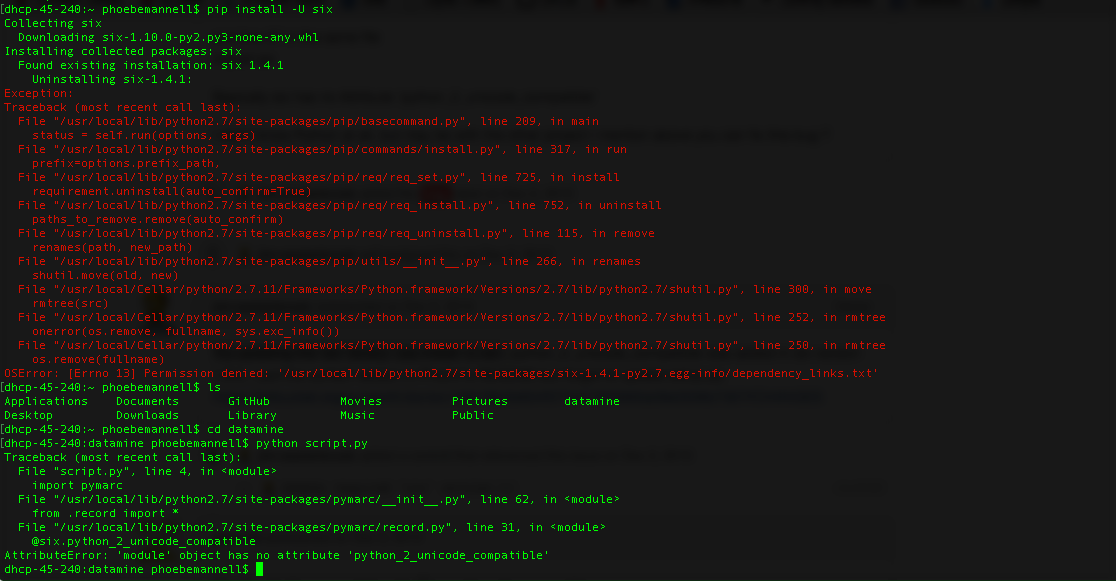 [dhcp-45-240:~ phoebemannell$ pip install -U six
Collecting six
  Downloading six-1.10.0-py2.py3-none-any.whl
Installing collected packages: six
  Found existing installation: six 1.4.1
    Uninstalling six-1.4.1:
Exception:
Traceback (most recent call last):
  File "/usr/local/lib/python2.7/site-packages/pip/basecommand.py", line 209, in main
    status = self.run(options, args)
  File "/usr/local/lib/python2.7/site-packages/pip/commands/install.py", line 317, in run
    prefix=options.prefix_path,
  File "/usr/local/lib/python2.7/site-packages/pip/req/req_set.py", line 725, in install
    requirement.uninstall(auto_confirm=True)
  File "/usr/local/lib/python2.7/site-packages/pip/req/req_install.py", line 752, in uninstall
    paths_to_remove.remove(auto_confirm)
  File "/usr/local/lib/python2.7/site-packages/pip/req/req_uninstall.py", line 115, in remove
    renames(path, new_path)
  File "/usr/local/lib/python2.7/site-packages/pip/utils/__init__.py", line 266, in renames
    shutil.move(old, new)
  File "/usr/local/Cellar/python/2.7.11/Frameworks/Python.framework/Versions/2.7/lib/python2.7/shutil.py", line 300, in move
    rmtree(src)
  File "/usr/local/Cellar/python/2.7.11/Frameworks/Python.framework/Versions/2.7/lib/python2.7/shutil.py", line 252, in rmtree
    onerror(os.remove, fullname, sys.exc_info())
  File "/usr/local/Cellar/python/2.7.11/Frameworks/Python.framework/Versions/2.7/lib/python2.7/shutil.py", line 250, in rmtree
    os.remove(fullname)
OSError: [Errno 13] Permission denied: '/usr/local/lib/python2.7/site-packages/six-1.4.1-py2.7.egg-info/dependency_links.txt'
[dhcp-45-240:~ phoebemannell$ ls
Applications    Documents       GitHub          Movies          Pictures        datamine
Desktop         Downloads       Library         Music           Public
[dhcp-45-240:~ phoebemannell$ cd datamine
[dhcp-45-240:datamine phoebemannell$ python script.py
Traceback (most recent call last):
  File "script.py", line 4, in <module>
    import pymarc
  File "/usr/local/lib/python2.7/site-packages/pymarc/__init__.py", line 62, in <module>
    from .record import *
  File "/usr/local/lib/python2.7/site-packages/pymarc/record.py", line 31, in <module>
    @six.python_2_unicode_compatible
AttributeError: 'module' object has no attribute 'python_2_unicode_compatible'
dhcp-45-240:datamine phoebemannell$